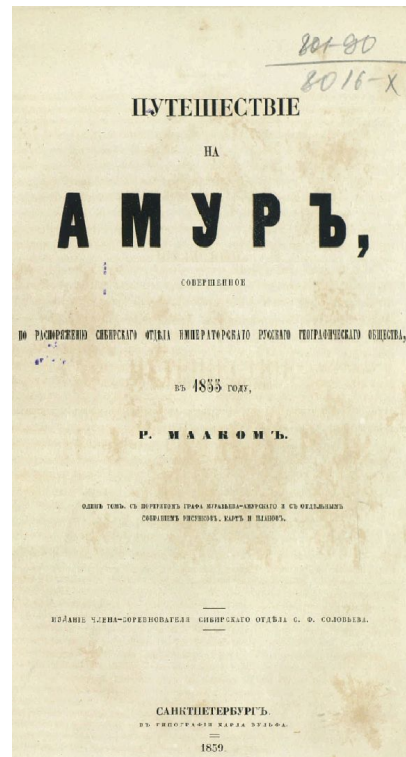 201-20
8016-X
ПУТЕШЕСТВІЕ
НА
АМУРЪ,
СОВЕРШЕННОЕ
ПО РАСПОРЯЖЕНІЮ СИБИРСКАГО ОТДѢЛА ИМПЕРАТОРСКАГО РУССКАГО ГЕОГРАФИЧЕСКАГО ОБЩЕСТВА,
ВЪ 1855 ГОДУ,
Р. МААКОМЪ.
ОДИНЪ ТОМЪ, СЪ ПОРТРЕТОМЪ ГРАФА МУРАВЬЕВА-АМУРСКАГО И СЪ ОТДѢЛЬНЫМЪ
СОБРАНІЕМЪ РИСУНКОВЪ, КАРТЪ И ПЛАНОВЪ.
ИЗДАНІЕ ЧЛЕНА-СОРЕВНОВАТЕЛЯ СИБИРСКАГО ОТДѢЛА С. Ф. СОЛОВЬЕВА.
САНКТПЕТЕРБУРГЪ.
ВЪ ТИПОГРАФІИ КАРЛА ВУЛЬФА.
1859.